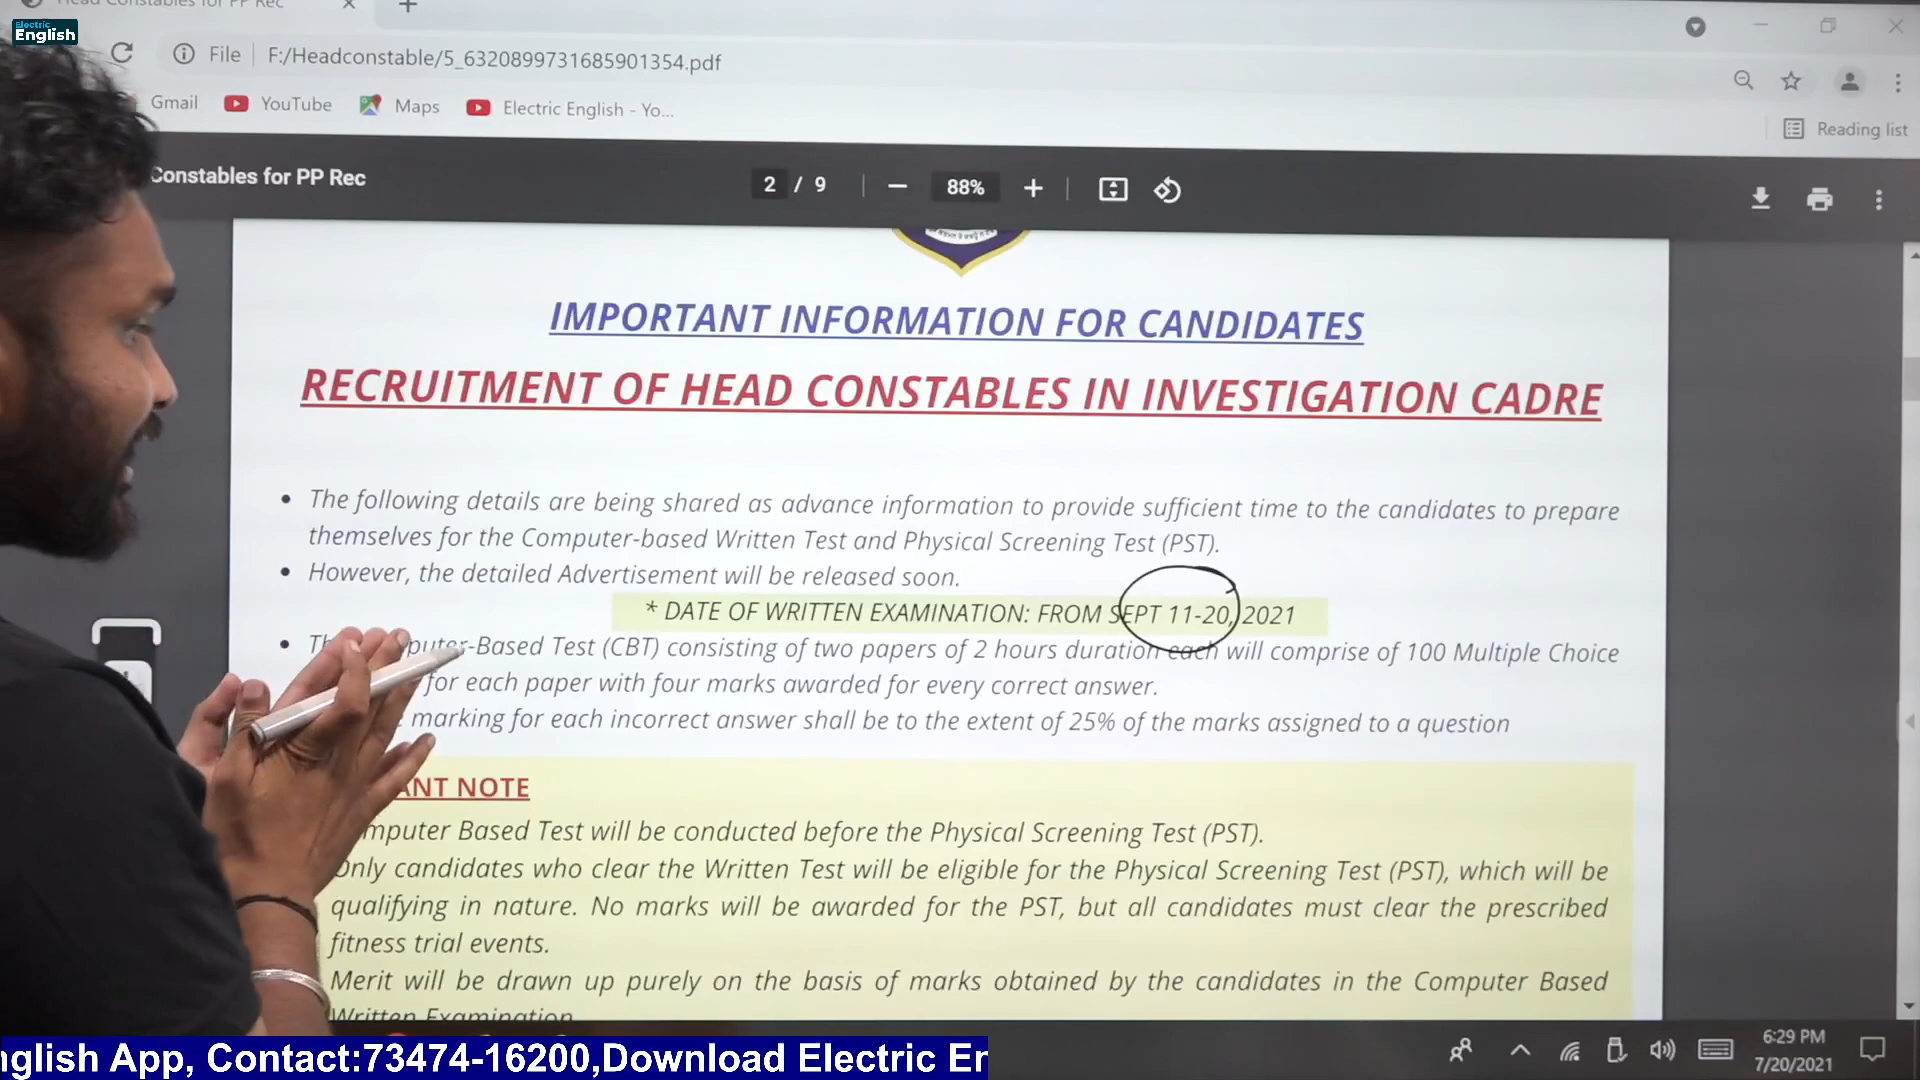 Head Constables for PP Rec
Electric
English
File
F:/Headconstable/5_6320899731685901354.pdf
Gmail
YouTube
Maps
Electric English - Yo...
Reading list
Constables for PP Rec
2 / 9
88%
IMPORTANT INFORMATION FOR CANDIDATES
RECRUITMENT OF HEAD CONSTABLES IN INVESTIGATION CADRE
• The following details are being shared as advance information to provide sufficient time to the candidates to prepare
themselves for the Computer-based Written Test and Physical Screening Test (PST).
• However, the detailed Advertisement will be released soon.
* DATE OF WRITTEN EXAMINATION: FROM SEPT 11-20, 2021
• Th puter-Based Test (CBT) consisting of two papers of 2 hours duration each will comprise of 100 Multiple Choice
for each paper with four marks awarded for every correct answer.
marking for each incorrect answer shall be to the extent of 25% of the marks assigned to a question
ANT NOTE
mputer Based Test will be conducted before the Physical Screening Test (PST).
Only candidates who clear the Written Test will be eligible for the Physical Screening Test (PST), which will be
qualifying in nature. No marks will be awarded for the PST, but all candidates must clear the prescribed
fitness trial events.
Merit will be drawn up purely on the basis of marks obtained by the candidates in the Computer Based
Written Examination
nglish App, Contact:73474-16200,Download Electric Er
6:29 PM
7/20/2021